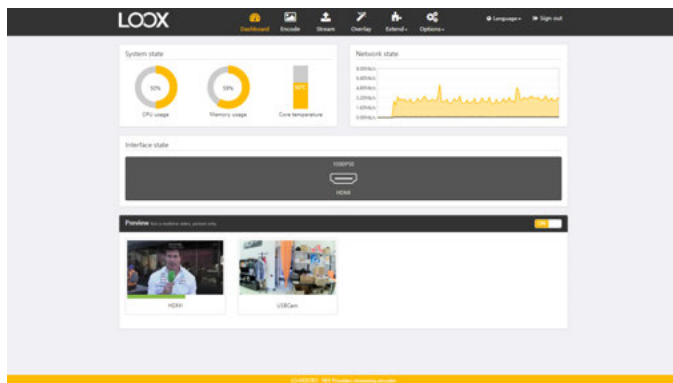 LOOX
Dashboard Encode Stream Overlay Extend Options Language Sign out
System state
50%
CPU usage
59%
Memory usage
Core temperature
Network state
Interface state
1080P50
HDMI
Preview
ON
HDMI
USBCam